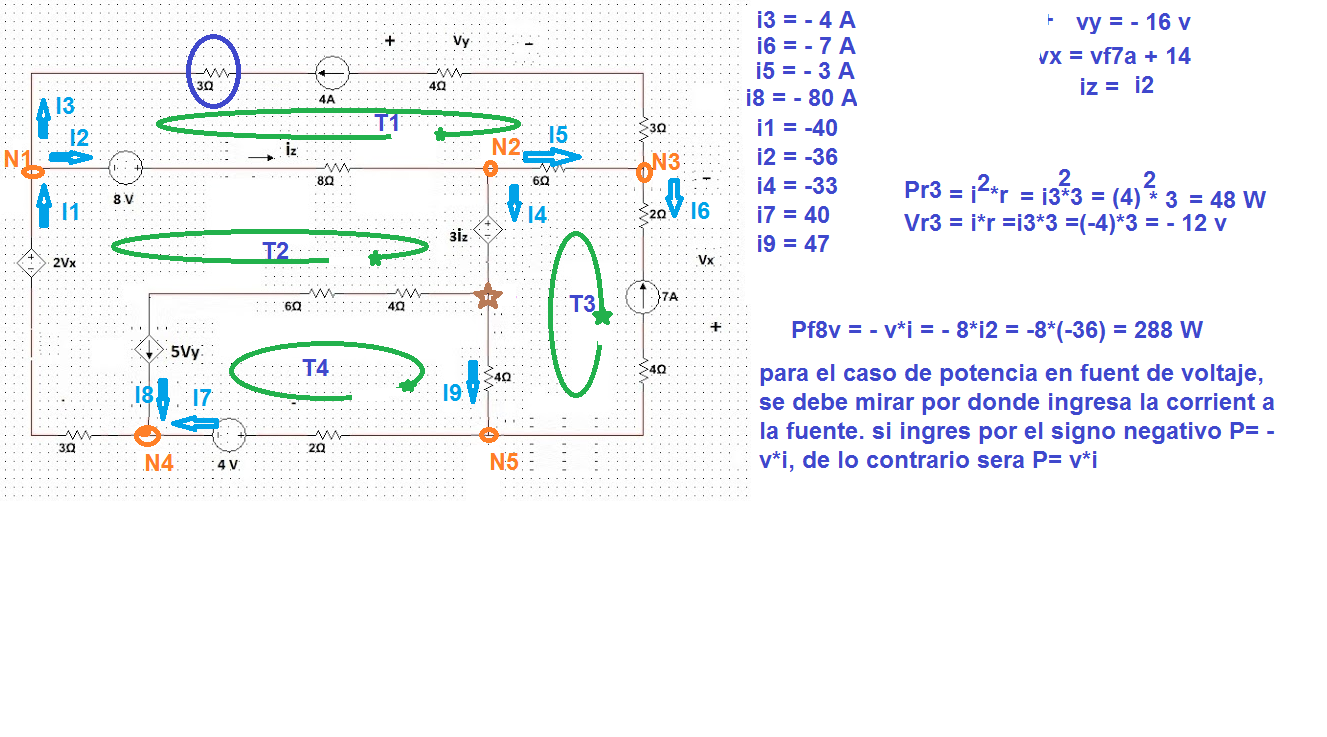 + Vy -
3Ω
4A
4Ω
I3
T1
3Ω
I2
N1
iz
N2
I5
N3
8 V
8Ω
6Ω
-
I1
I4
2Ω
I6
3iz
2Vx
T2
Vx
6Ω
4Ω
T3
7A
+
5Vy
T4
4Ω
4Ω
I8
I7
I9
- +
3Ω
N4
4 V
2Ω
N5
i3 = - 4 A
i6 = - 7 A
i5 = - 3 A
i8 = - 80 A
i1 = -40
i2 = -36
i4 = -33
i7 = 40
i9 = 47
vy = - 16 v
vx = vf7a + 14
iz = i2
Pr3 = i2*r = i3*3 2 = (4) 2 * 3 = 48 W
Vr3 = i*r =i3*3 =(-4)*3 = - 12 v
Pf8v = - v*i = - 8*i2 = -8*(-36) = 288 W
para el caso de potencia en fuent de voltaje,
se debe mirar por donde ingresa la corrient a
la fuente. si ingres por el signo negativo P= -
v*i, de lo contrario sera P= v*i